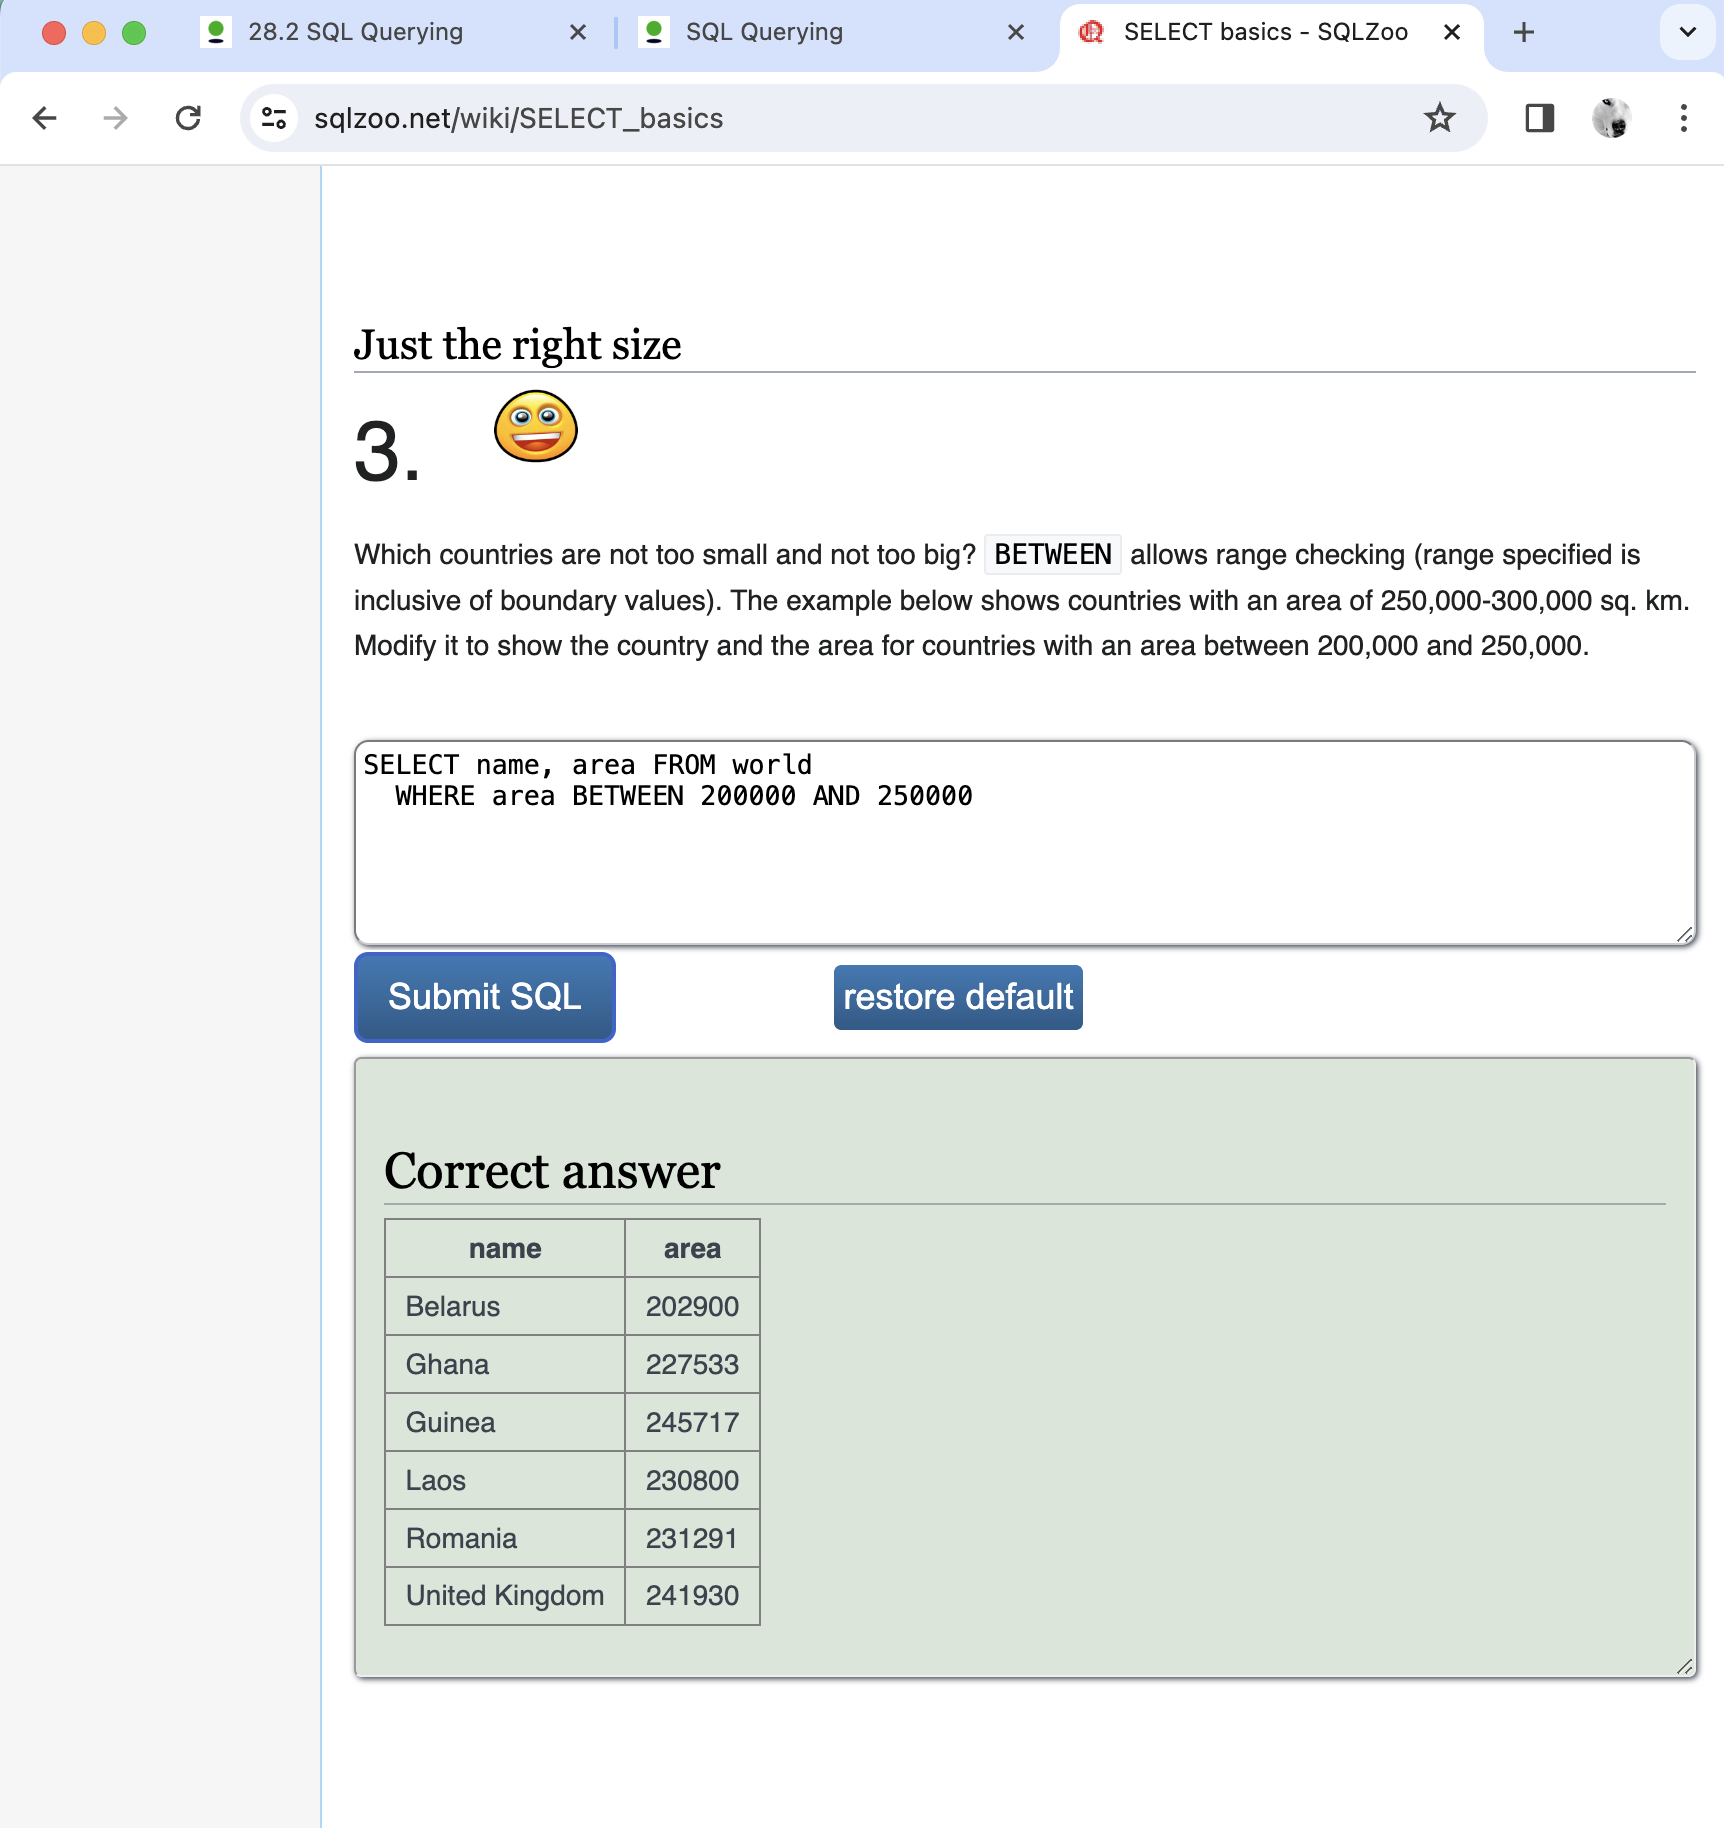 28.2 SQL Querying
SQL Querying
SELECT basics - SQLZoo
sqlzoo.net/wiki/SELECT_basics
Just the right size
3.
Which countries are not too small and not too big? BETWEEN allows range checking (range specified is
inclusive of boundary values). The example below shows countries with an area of 250,000-300,000 sq. km.
Modify it to show the country and the area for countries with an area between 200,000 and 250,000.
SELECT name, area FROM world
WHERE area BETWEEN 200000 AND 250000
Submit SQL
restore default
Correct answer
name area
Belarus 202900
Ghana 227533
Guinea 245717
Laos 230800
Romania 231291
United Kingdom 241930